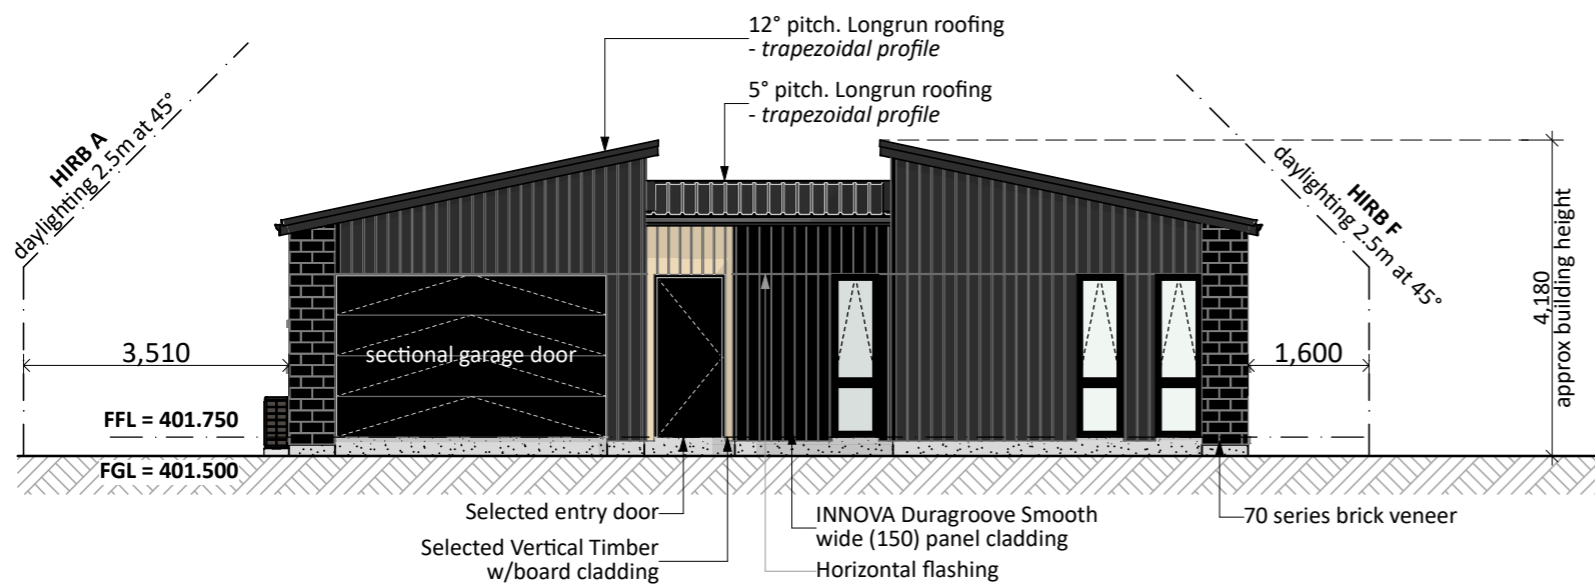 12° pitch. Longrun roofing
- trapezoidal profile
5° pitch. Longrun roofing
- trapezoidal profile
HIRB A
daylighting 2.5m at 45°
HIRB F
daylighting 2.5m at 45°
4,180
approx building height
3,510
sectional garage door
1,600
FFL = 401.750
FGL = 401.500
Selected entry door
Selected Vertical Timber
w/board cladding
INNOVA Duragroove Smooth
wide (150) panel cladding
Horizontal flashing
70 series brick veneer